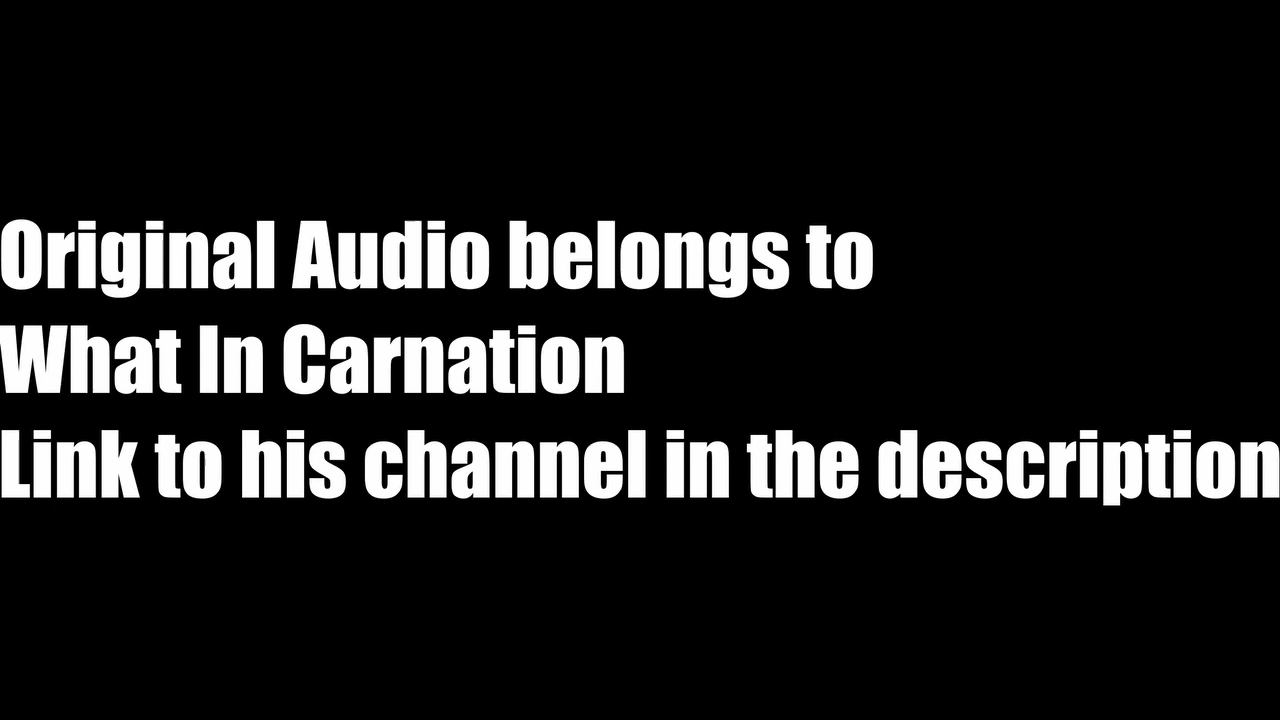 Original Audio belongs to
What In Carnation
Link to his channel in the description